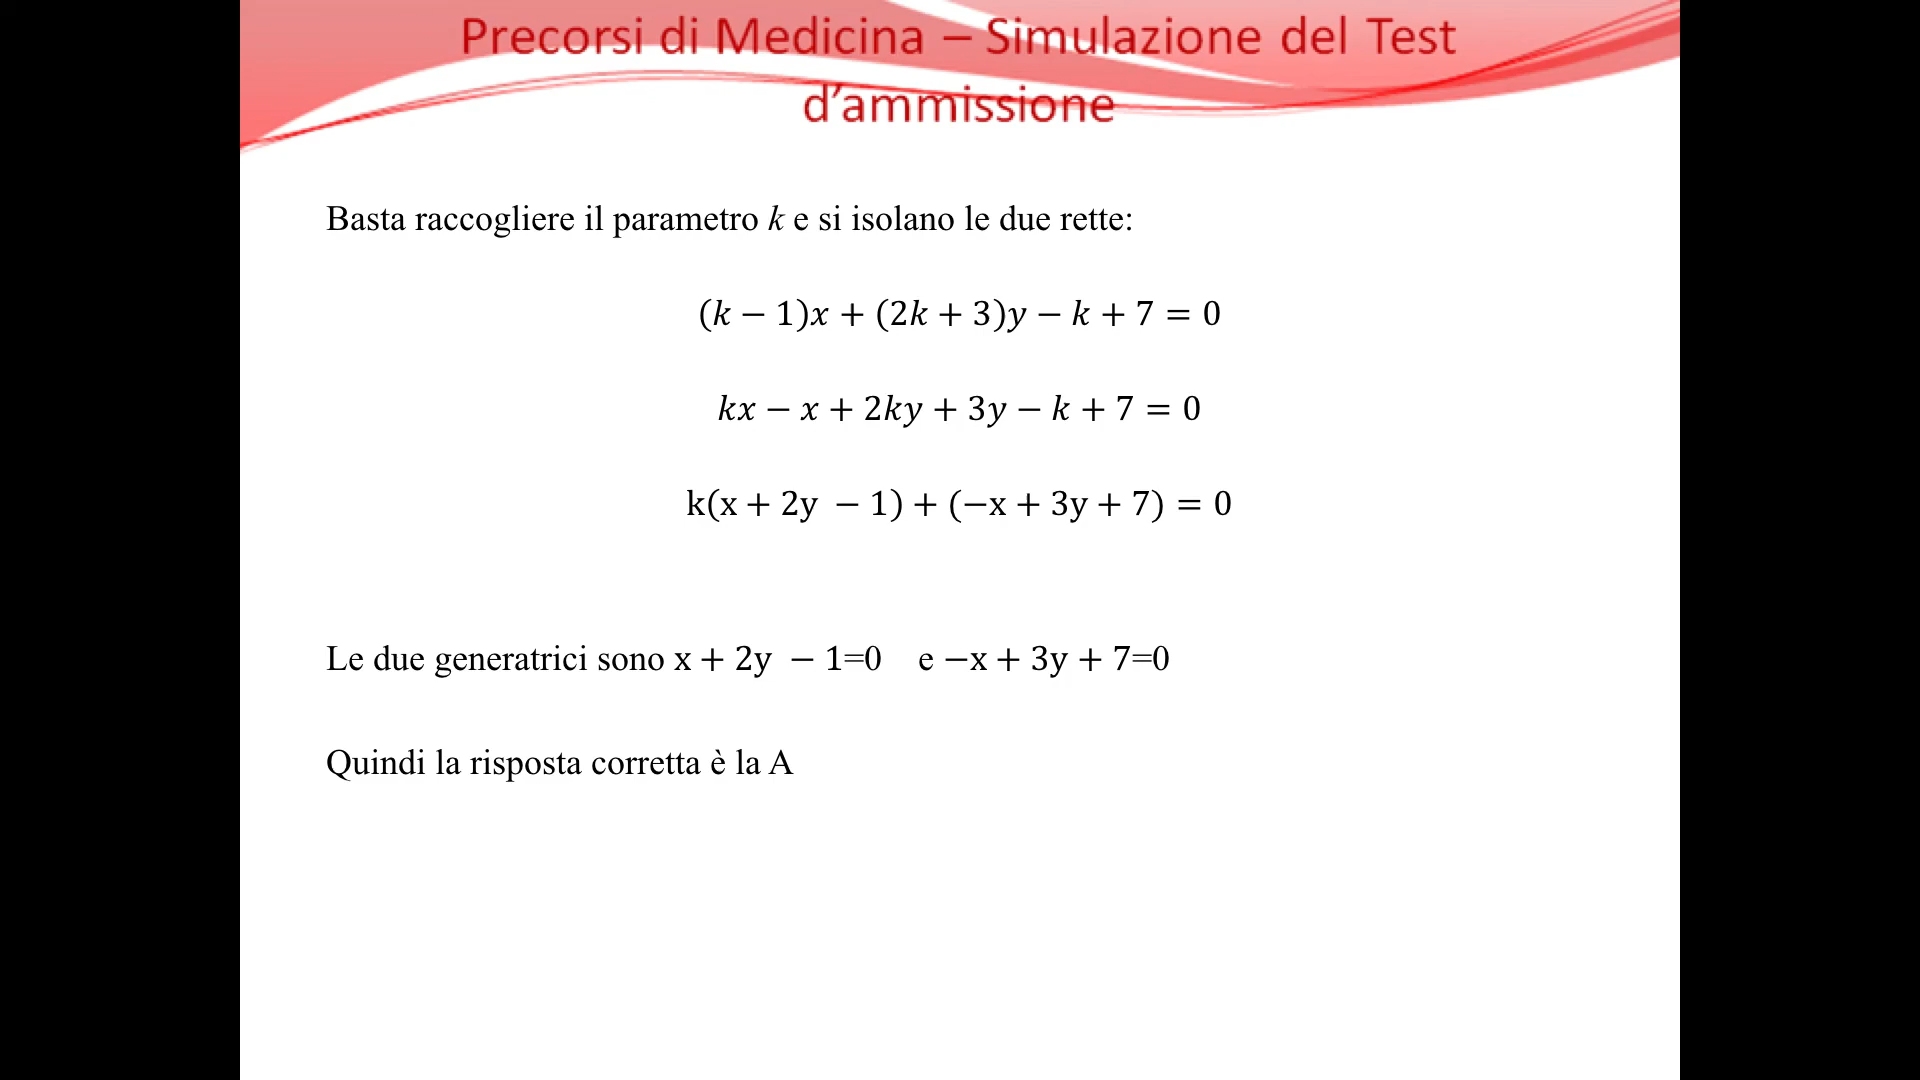 Precorsi di Medicina – Simulazione del Test
d’ammissione
Basta raccogliere il parametro k e si isolano le due rette:
(k − 1)x + (2k + 3)y − k + 7 = 0
kx − x + 2ky + 3y − k + 7 = 0
k(x + 2y − 1) + (−x + 3y + 7) = 0
Le due generatrici sono x + 2y − 1=0 e −x + 3y + 7=0
Quindi la risposta corretta è la A